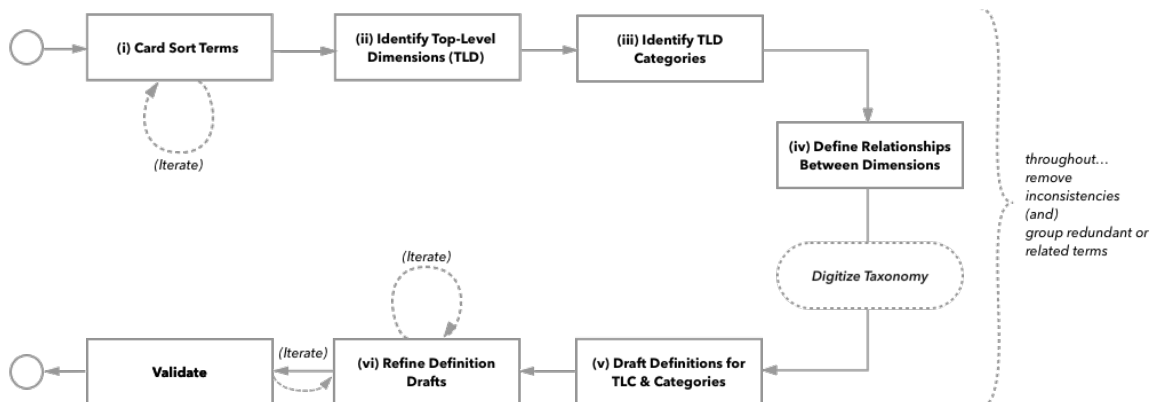 (i) Card Sort Terms
(ii) Identify Top-Level
Dimensions (TLD)
(iii) Identify TLD
Categories
(Iterate)
(iv) Define Relationships
Between Dimensions
throughout...
remove
inconsistencies
(and)
group redundant or
related terms
Digitize Taxonomy
(Iterate)
Validate
(Iterate)
(vi) Refine Definition
Drafts
(v) Draft Definitions for
TLC & Categories